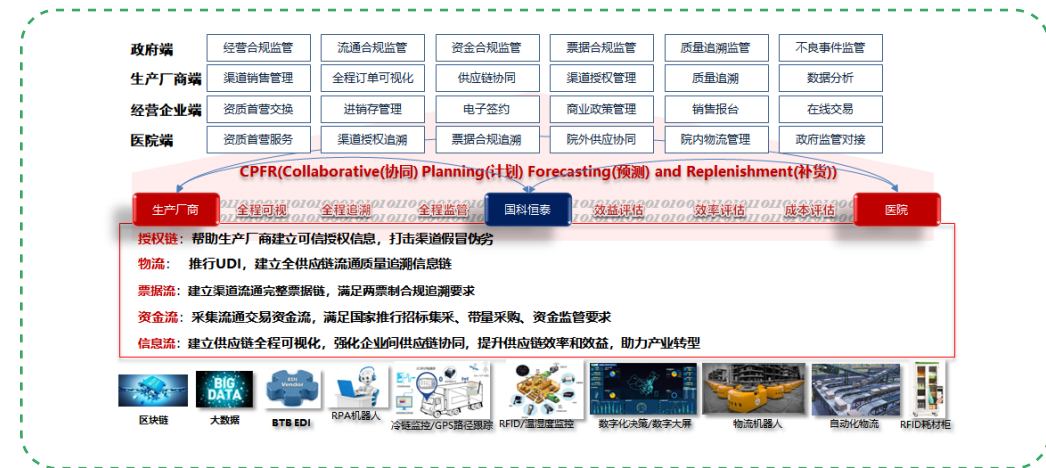 政府端 经营合规监管 流通合规监管 资金合规监管 票据合规监管 质量追溯监管 不良事件监管
生产厂商端 渠道销售管理 全程订单可视化 供应链协同 渠道授权管理 质量追溯 数据分析
经营企业端 资质首营交换 进销存管理 电子签约 商业政策管理 销售报台 在线交易
医院端 资质首营服务 渠道授权追溯 票据合规追溯 院外供应协同 院内物流管理 政府监管对接
CPFR(Collaborative(协同) Planning(计划) Forecasting(预测) and Replenishment(补货))
生产厂商 全程可视 全程追溯 全程监管 国科恒泰 效益评估 效率评估 成本评估 医院
授权链：帮助生产厂商建立可信授权信息，打击渠道假冒伪劣
物流： 推行UDI，建立全供应链流通质量追溯信息链
票据流：建立渠道流通完整票据链，满足两票制合规追溯要求
资金流：采集流通交易资金流，满足国家推行招标集采、带量采购、资金监管要求
信息流：建立供应链全程可视化，强化企业间供应链协同，提升供应链效率和效益，助力产业转型
BIG DATA
Vendor
区块链 大数据 BTB EDI RPA机器人 冷链监控/GPS路径跟踪 RFID/温湿度监控 数字化决策/数字大屏 物流机器人 自动化物流 RFID耗材柜